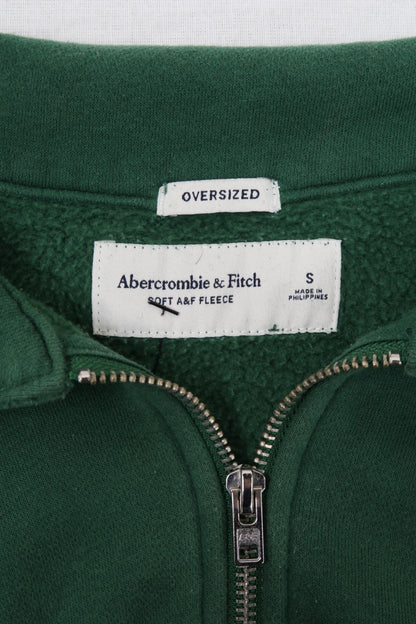 OVERSIZED
Abercrombie & Fitch
SOFT A&F FLEECE
S
MADE IN
PHILIPPINES